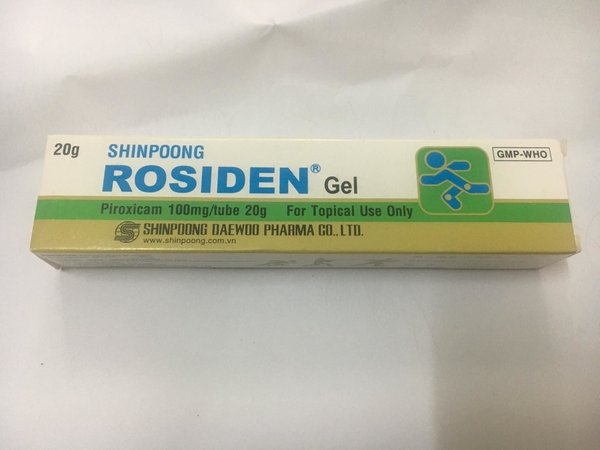 20g
SHINPOONG
ROSIDEN® Gel
GMP-WHO
Piroxicam 100mg/tube 20g For Topical Use Only
SHINPOONG DAEWOO PHARMA CO., LTD.
www.shinpoong.com.vn